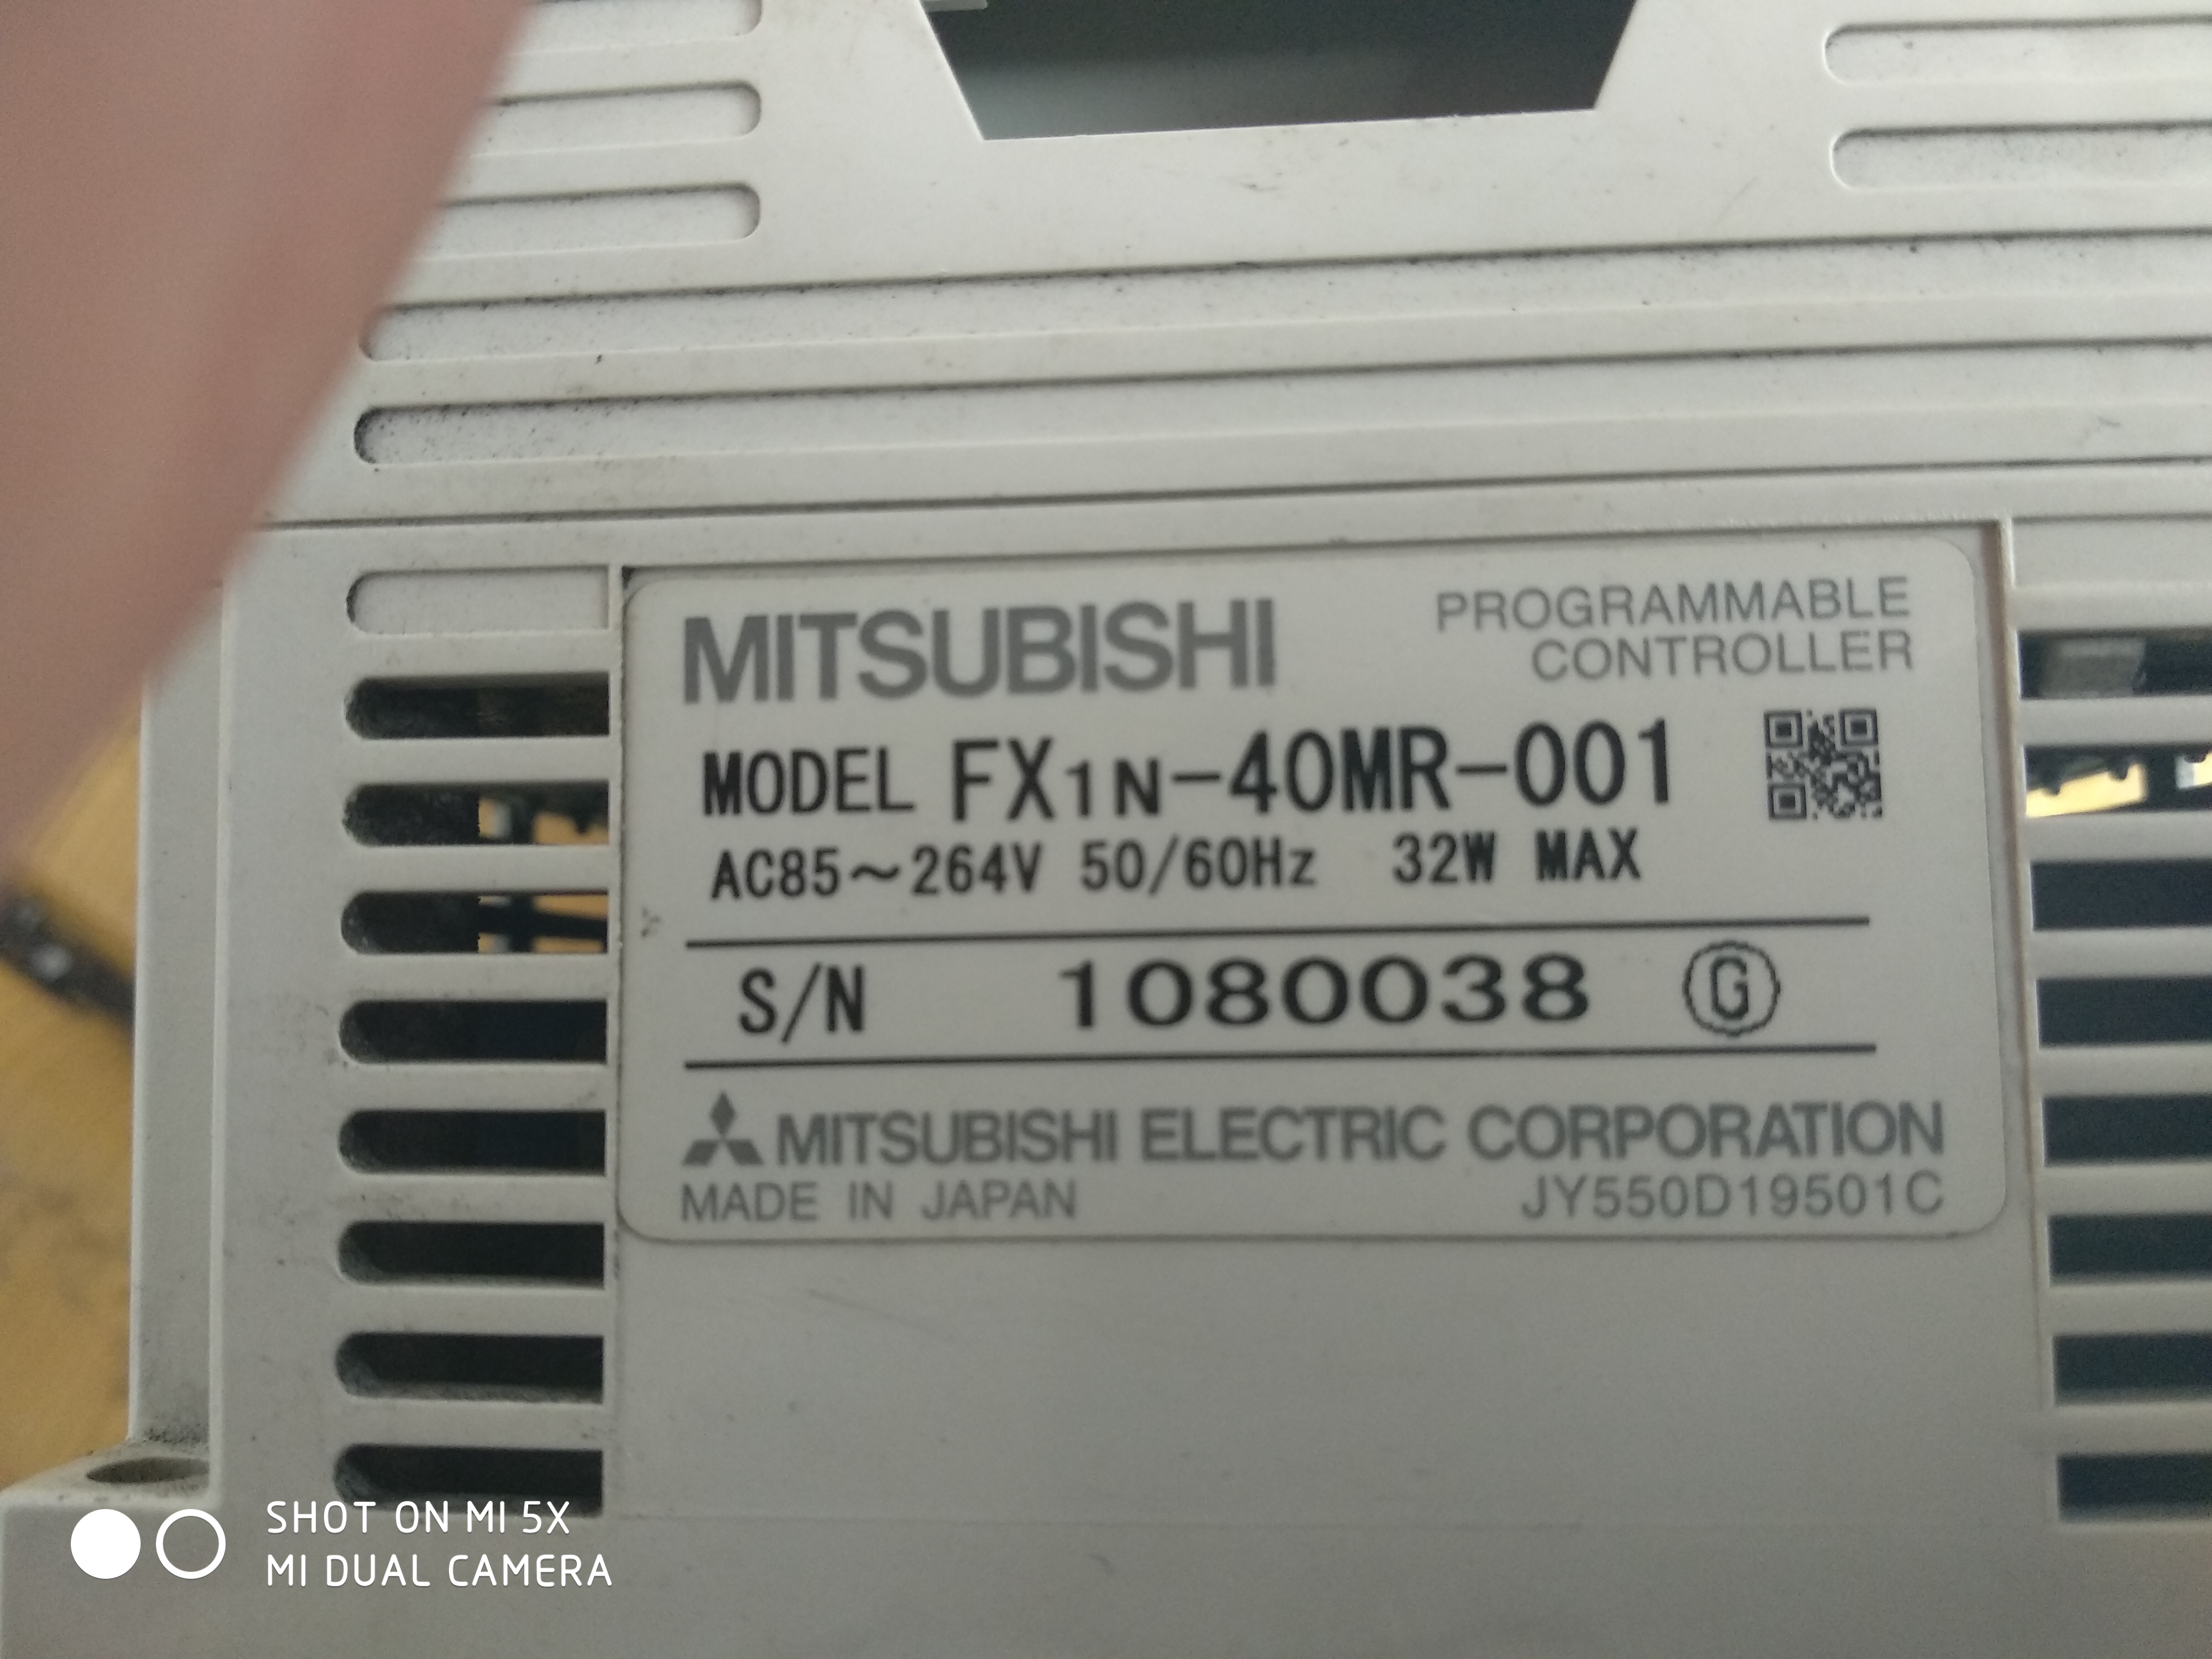 MITSUBISHI
PROGRAMMABLE
CONTROLLER
MODEL FX1N-40MR-001
AC85～264V 50/60Hz 32W MAX
S/N 1080038 G
MITSUBISHI ELECTRIC CORPORATION
MADE IN JAPAN JY550D19501C
SHOT ON MI 5X
MI DUAL CAMERA